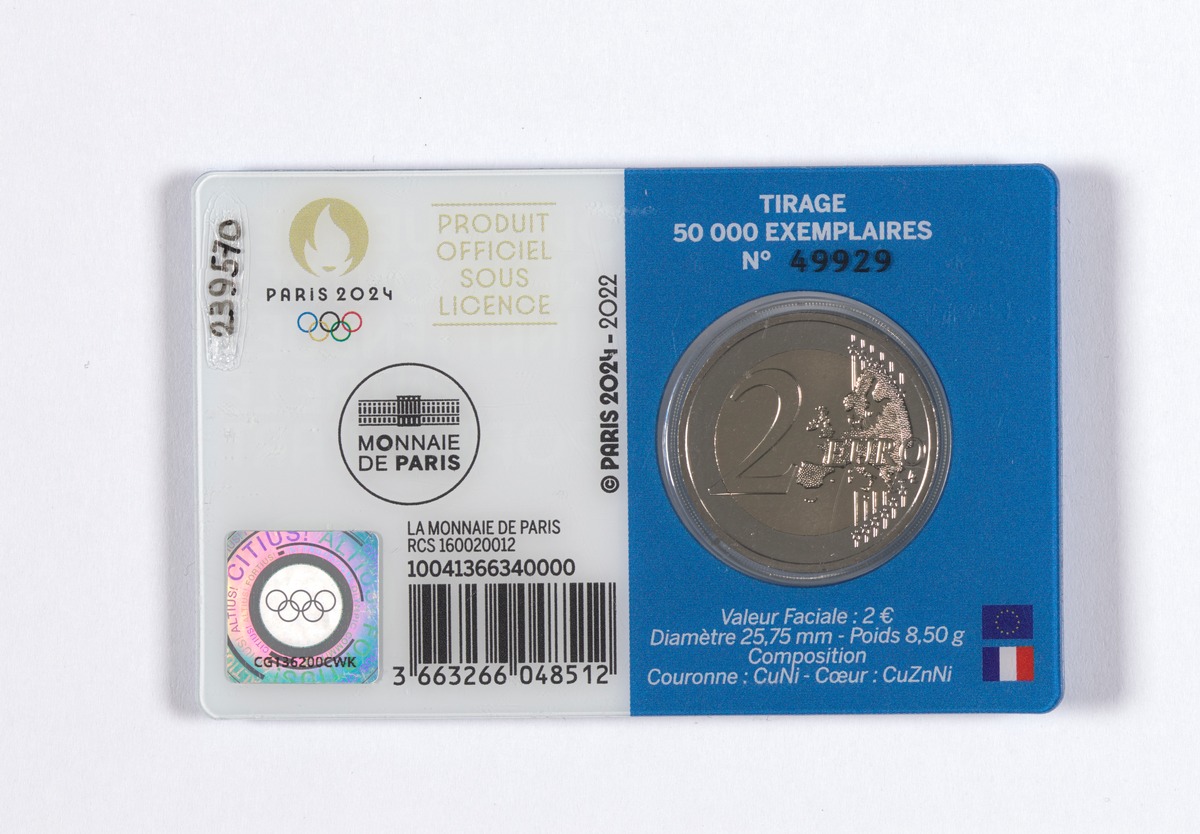 239570
PARIS 2024
PRODUIT
OFFICIEL
SOUS
LICENCE
MONNAIE
DE PARIS
© PARIS 2024 - 2022
LA MONNAIE DE PARIS
RCS 160020012
10041366340000
3 663266 048512
CITIUS! ALTIUS
ALTIUS!
FORTIUS
CG136200CWK
TIRAGE
50 000 EXEMPLAIRES
N° 49929
2 EURO
Valeur Faciale : 2 €
Diamètre 25,75 mm - Poids 8,50 g
Composition
Couronne : CuNi - Cœur : CuZnNi